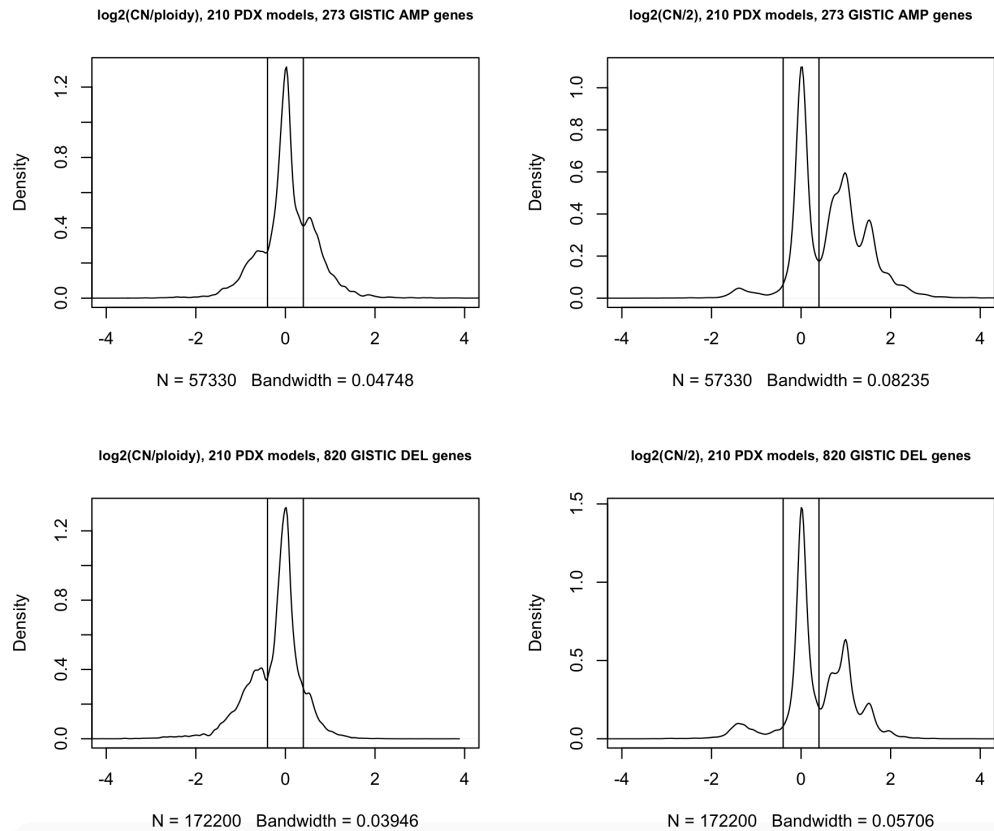 log2(CN/ploidy), 210 PDX models, 273 GISTIC AMP genes
Density
0.0 0.4 0.8 1.2
-4 -2 0 2 4
N = 57330 Bandwidth = 0.04748
log2(CN/2), 210 PDX models, 273 GISTIC AMP genes
Density
0.0 0.2 0.4 0.6 0.8 1.0
-4 -2 0 2 4
N = 57330 Bandwidth = 0.08235
log2(CN/ploidy), 210 PDX models, 820 GISTIC DEL genes
Density
0.0 0.4 0.8 1.2
-4 -2 0 2 4
N = 172200 Bandwidth = 0.03946
log2(CN/2), 210 PDX models, 820 GISTIC DEL genes
Density
0.0 0.5 1.0 1.5
-4 -2 0 2 4
N = 172200 Bandwidth = 0.05706